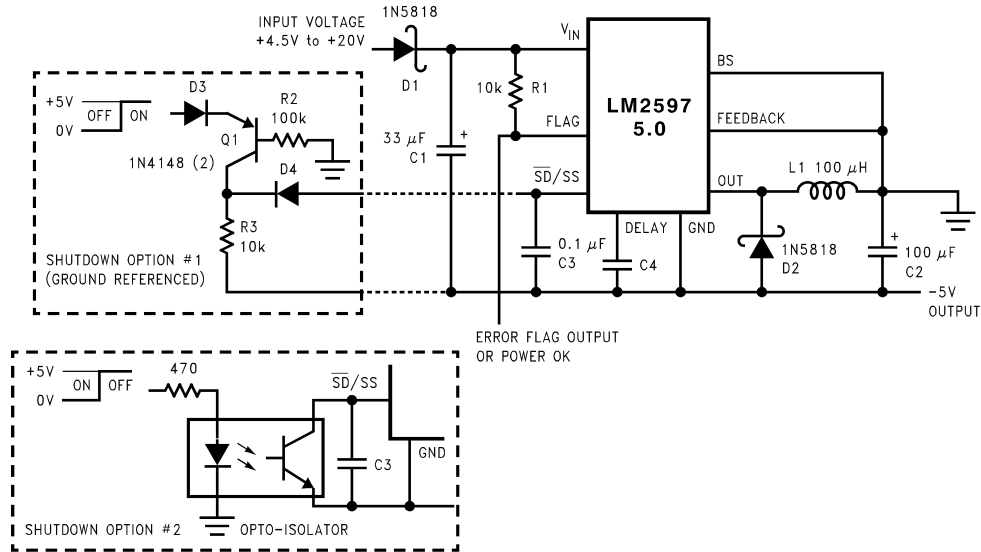 INPUT VOLTAGE
+4.5V to +20V
1N5818
D1
33 μF
+
C1
10k
R1
VIN
FLAG
SD/SS
LM2597
5.0
BS
FEEDBACK
OUT
DELAY
GND
L1 100 μH
0.1 μF
C3
C4
1N5818
D2
+
100 μF
C2
-5V
OUTPUT
ERROR FLAG OUTPUT
OR POWER OK
+5V
0V
OFF
ON
D3
Q1
R2
100k
1N4148 (2)
D4
R3
10k
SHUTDOWN OPTION #1
(GROUND REFERENCED)
+5V
0V
ON
OFF
470
SD/SS
C3
GND
SHUTDOWN OPTION #2
OPTO-ISOLATOR